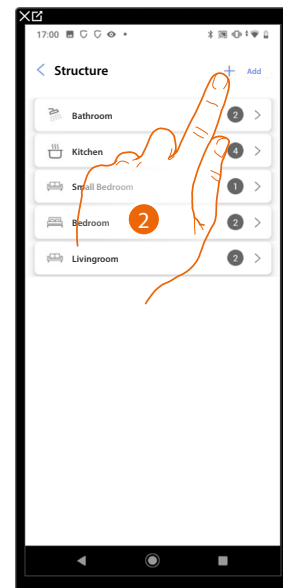 17:00
Structure
Add
Bathroom 2
Kitchen 4
Small Bedroom 1
Bedroom 2
2
Livingroom 2